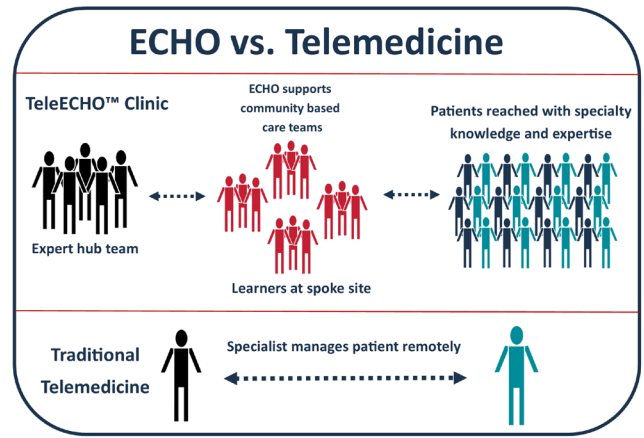 ECHO vs. Telemedicine
TeleECHO™ Clinic
ECHO supports
community based
care teams
Patients reached with specialty
knowledge and expertise
Expert hub team
Learners at spoke site
Traditional
Telemedicine
Specialist manages patient remotely